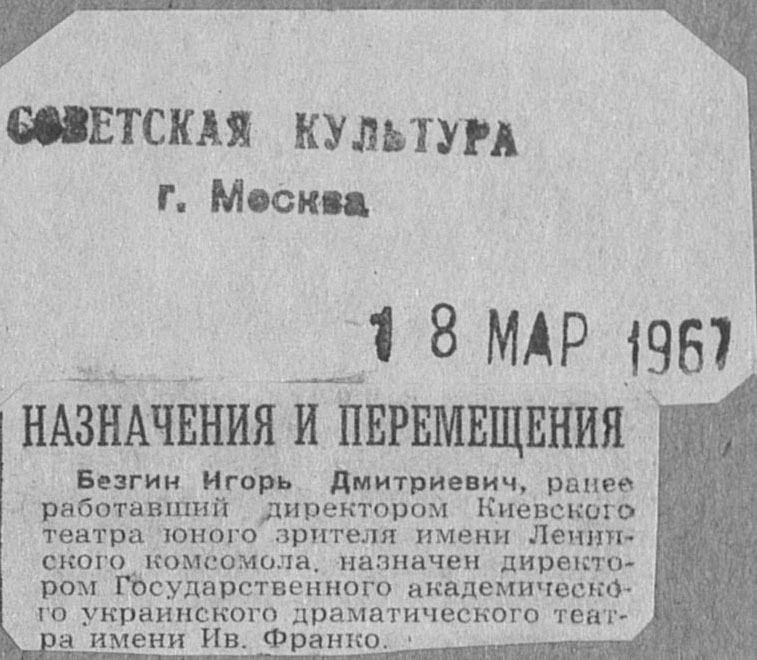 СОВЕТСКАЯ КУЛЬТУРА
г. Москва
18 МАР 1967
НАЗНАЧЕНИЯ И ПЕРЕМЕЩЕНИЯ
Безгин Игорь Дмитриевич, ранее
работавший директором Киевского
театра юного зрителя имени Ленин-
ского комсомола, назначен директо-
ром Государственного академическо-
го украинского драматического теат-
ра имени Ив. Франко.